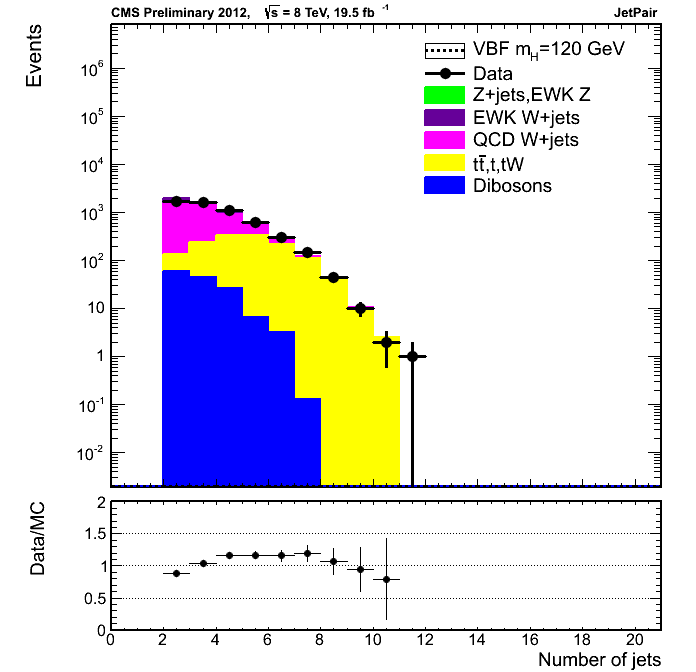 CMS Preliminary 2012, √s = 8 TeV, 19.5 fb⁻¹ JetPair
Events
VBF m_H=120 GeV
Data
Z+jets,EWK Z
EWK W+jets
QCD W+jets
tt̄,t,tW
Dibosons
10⁶
10⁵
10⁴
10³
10²
10
1
10⁻¹
10⁻²
Data/MC
2
1.5
1
0.5
0
0 2 4 6 8 10 12 14 16 18 20
Number of jets